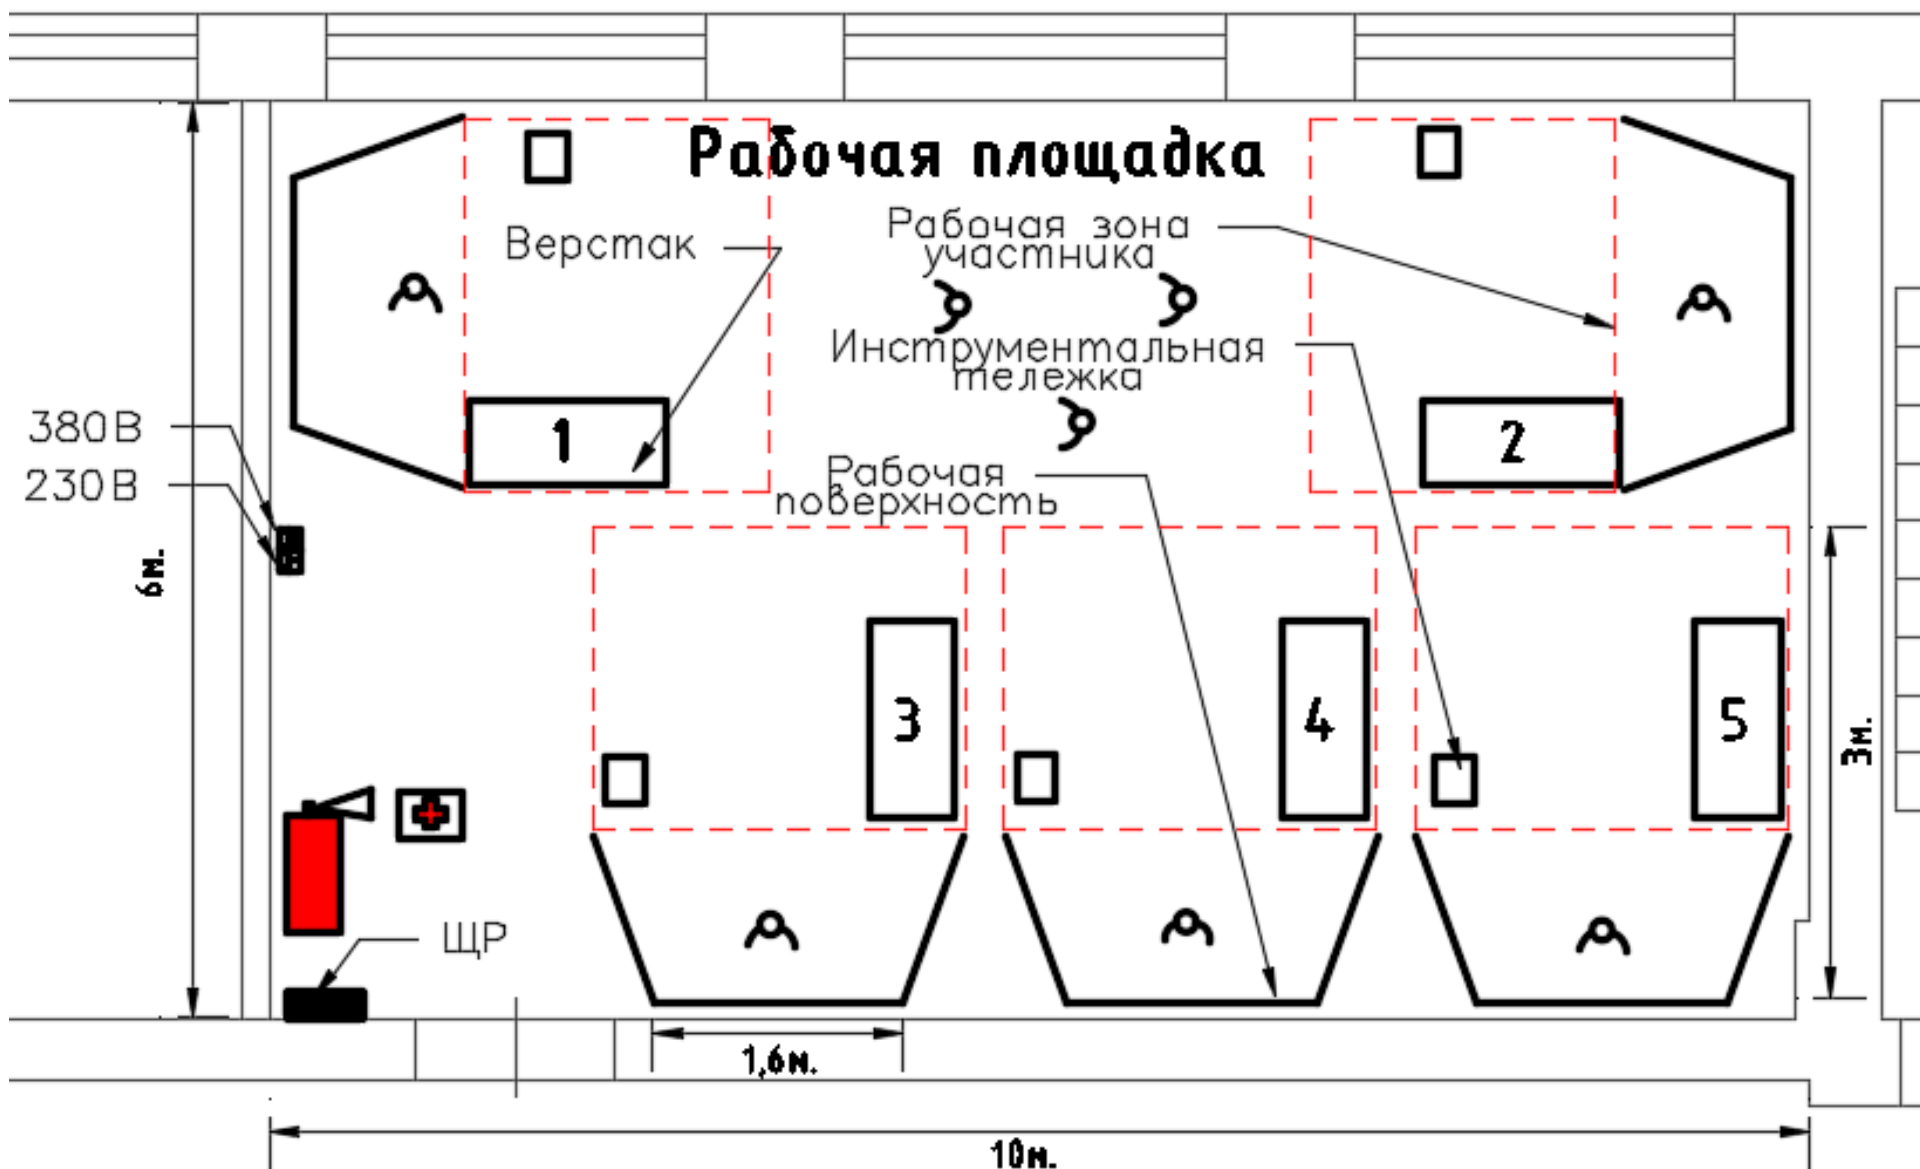 Рабочая площадка
Верстак
Рабочая зона
участника
Инструментальная
тележка
380В
230В
1
2
Рабочая
поверхность
6м.
3
4
5
3м.
ЩР
1,6м.
10м.